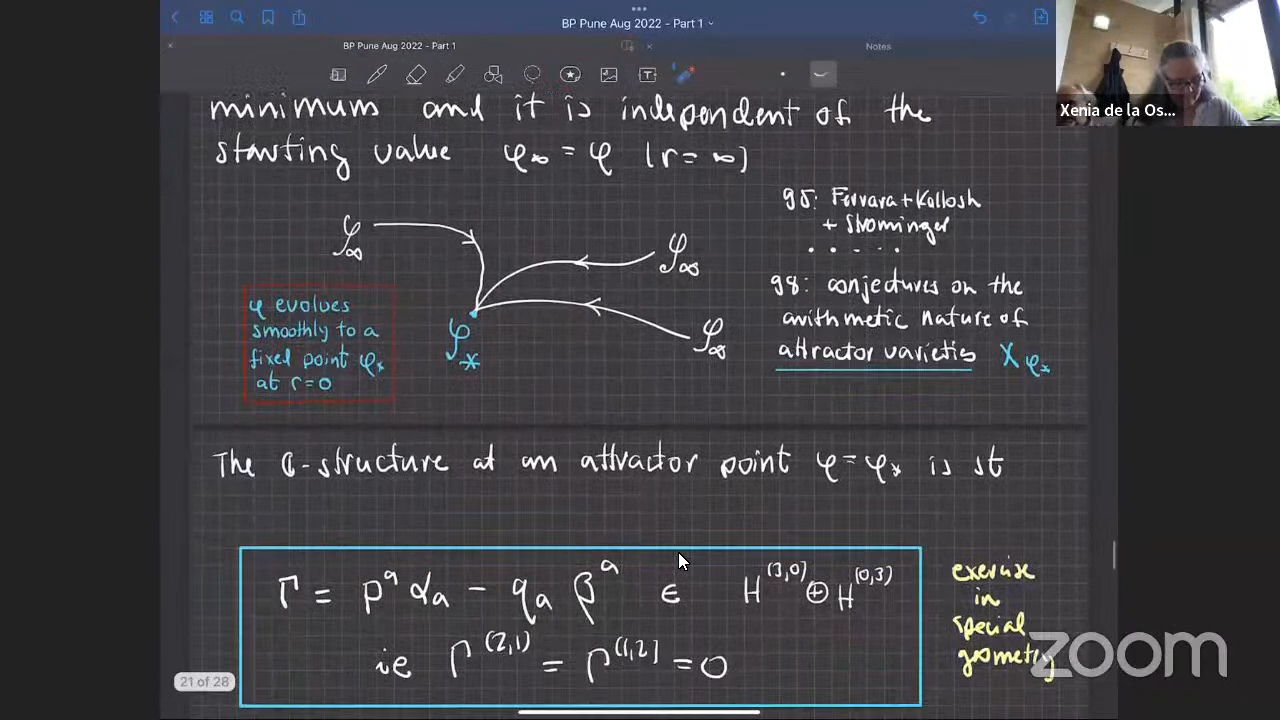 BP Pune Aug 2022 - Part 1
BP Pune Aug 2022 - Part 1
Notes
Xenia de la Os...
minimum and it is independent of the
starting value φ∞ = φ (r = ∞)
φ∞
φ∞
φ∞
φ*
φ evolves
smoothly to a
fixed point φ*
at r = 0
95: Ferrara + Kallosh
+ Strominger
. . . . .
98: conjectures on the
arithmetic nature of
attractor varieties X φ*
The ℂ-structure at an attractor point φ = φ* is st
Γ = p^a α_a - q_a β^a ∈ H^(3,0) ⊕ H^(0,3)
ie Γ^(2,1) = Γ^(1,2) = 0
exercise
in
special
geometry
21 of 28
zoom